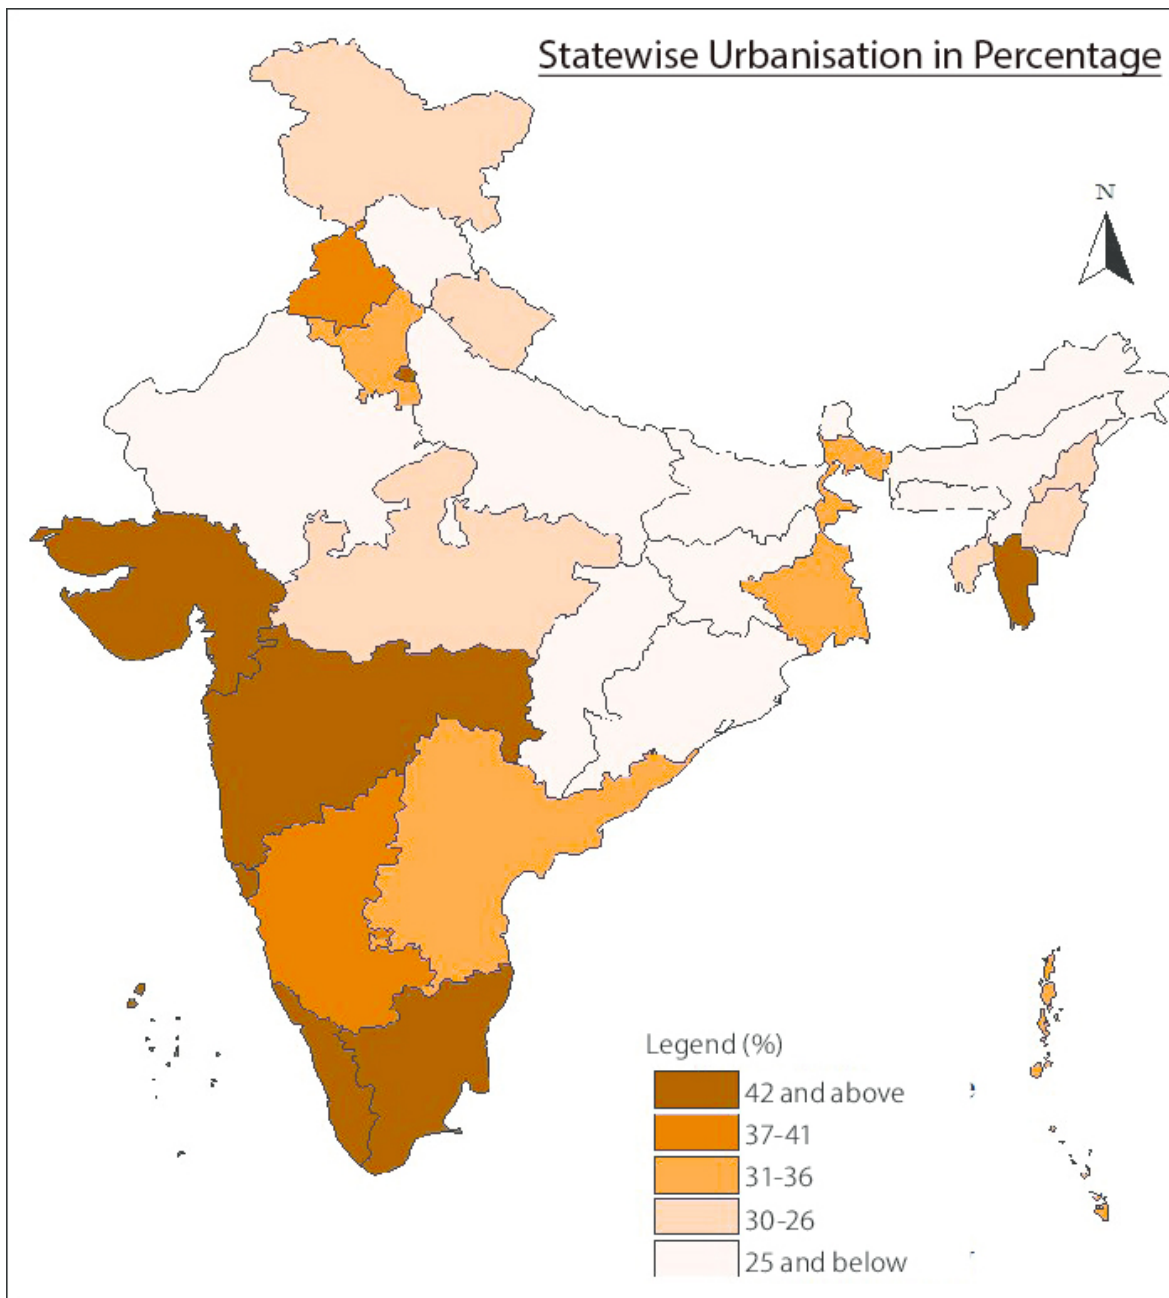 Statewise Urbanisation in Percentage
N
Legend (%)
42 and above
37-41
31-36
30-26
25 and below